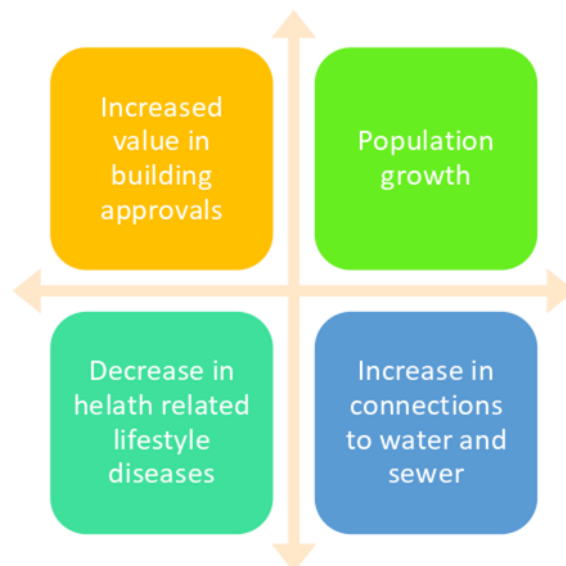 Increased
value in
building
approvals
Population
growth
Decrease in
helath related
lifestyle
diseases
Increase in
connections
to water and
sewer